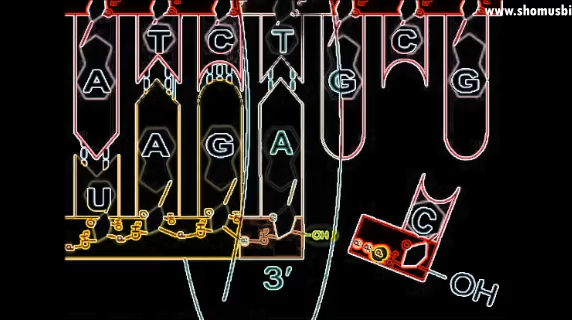 www.shomusbi
T C T C
A G G
A G A
U C
OH
3'
OH